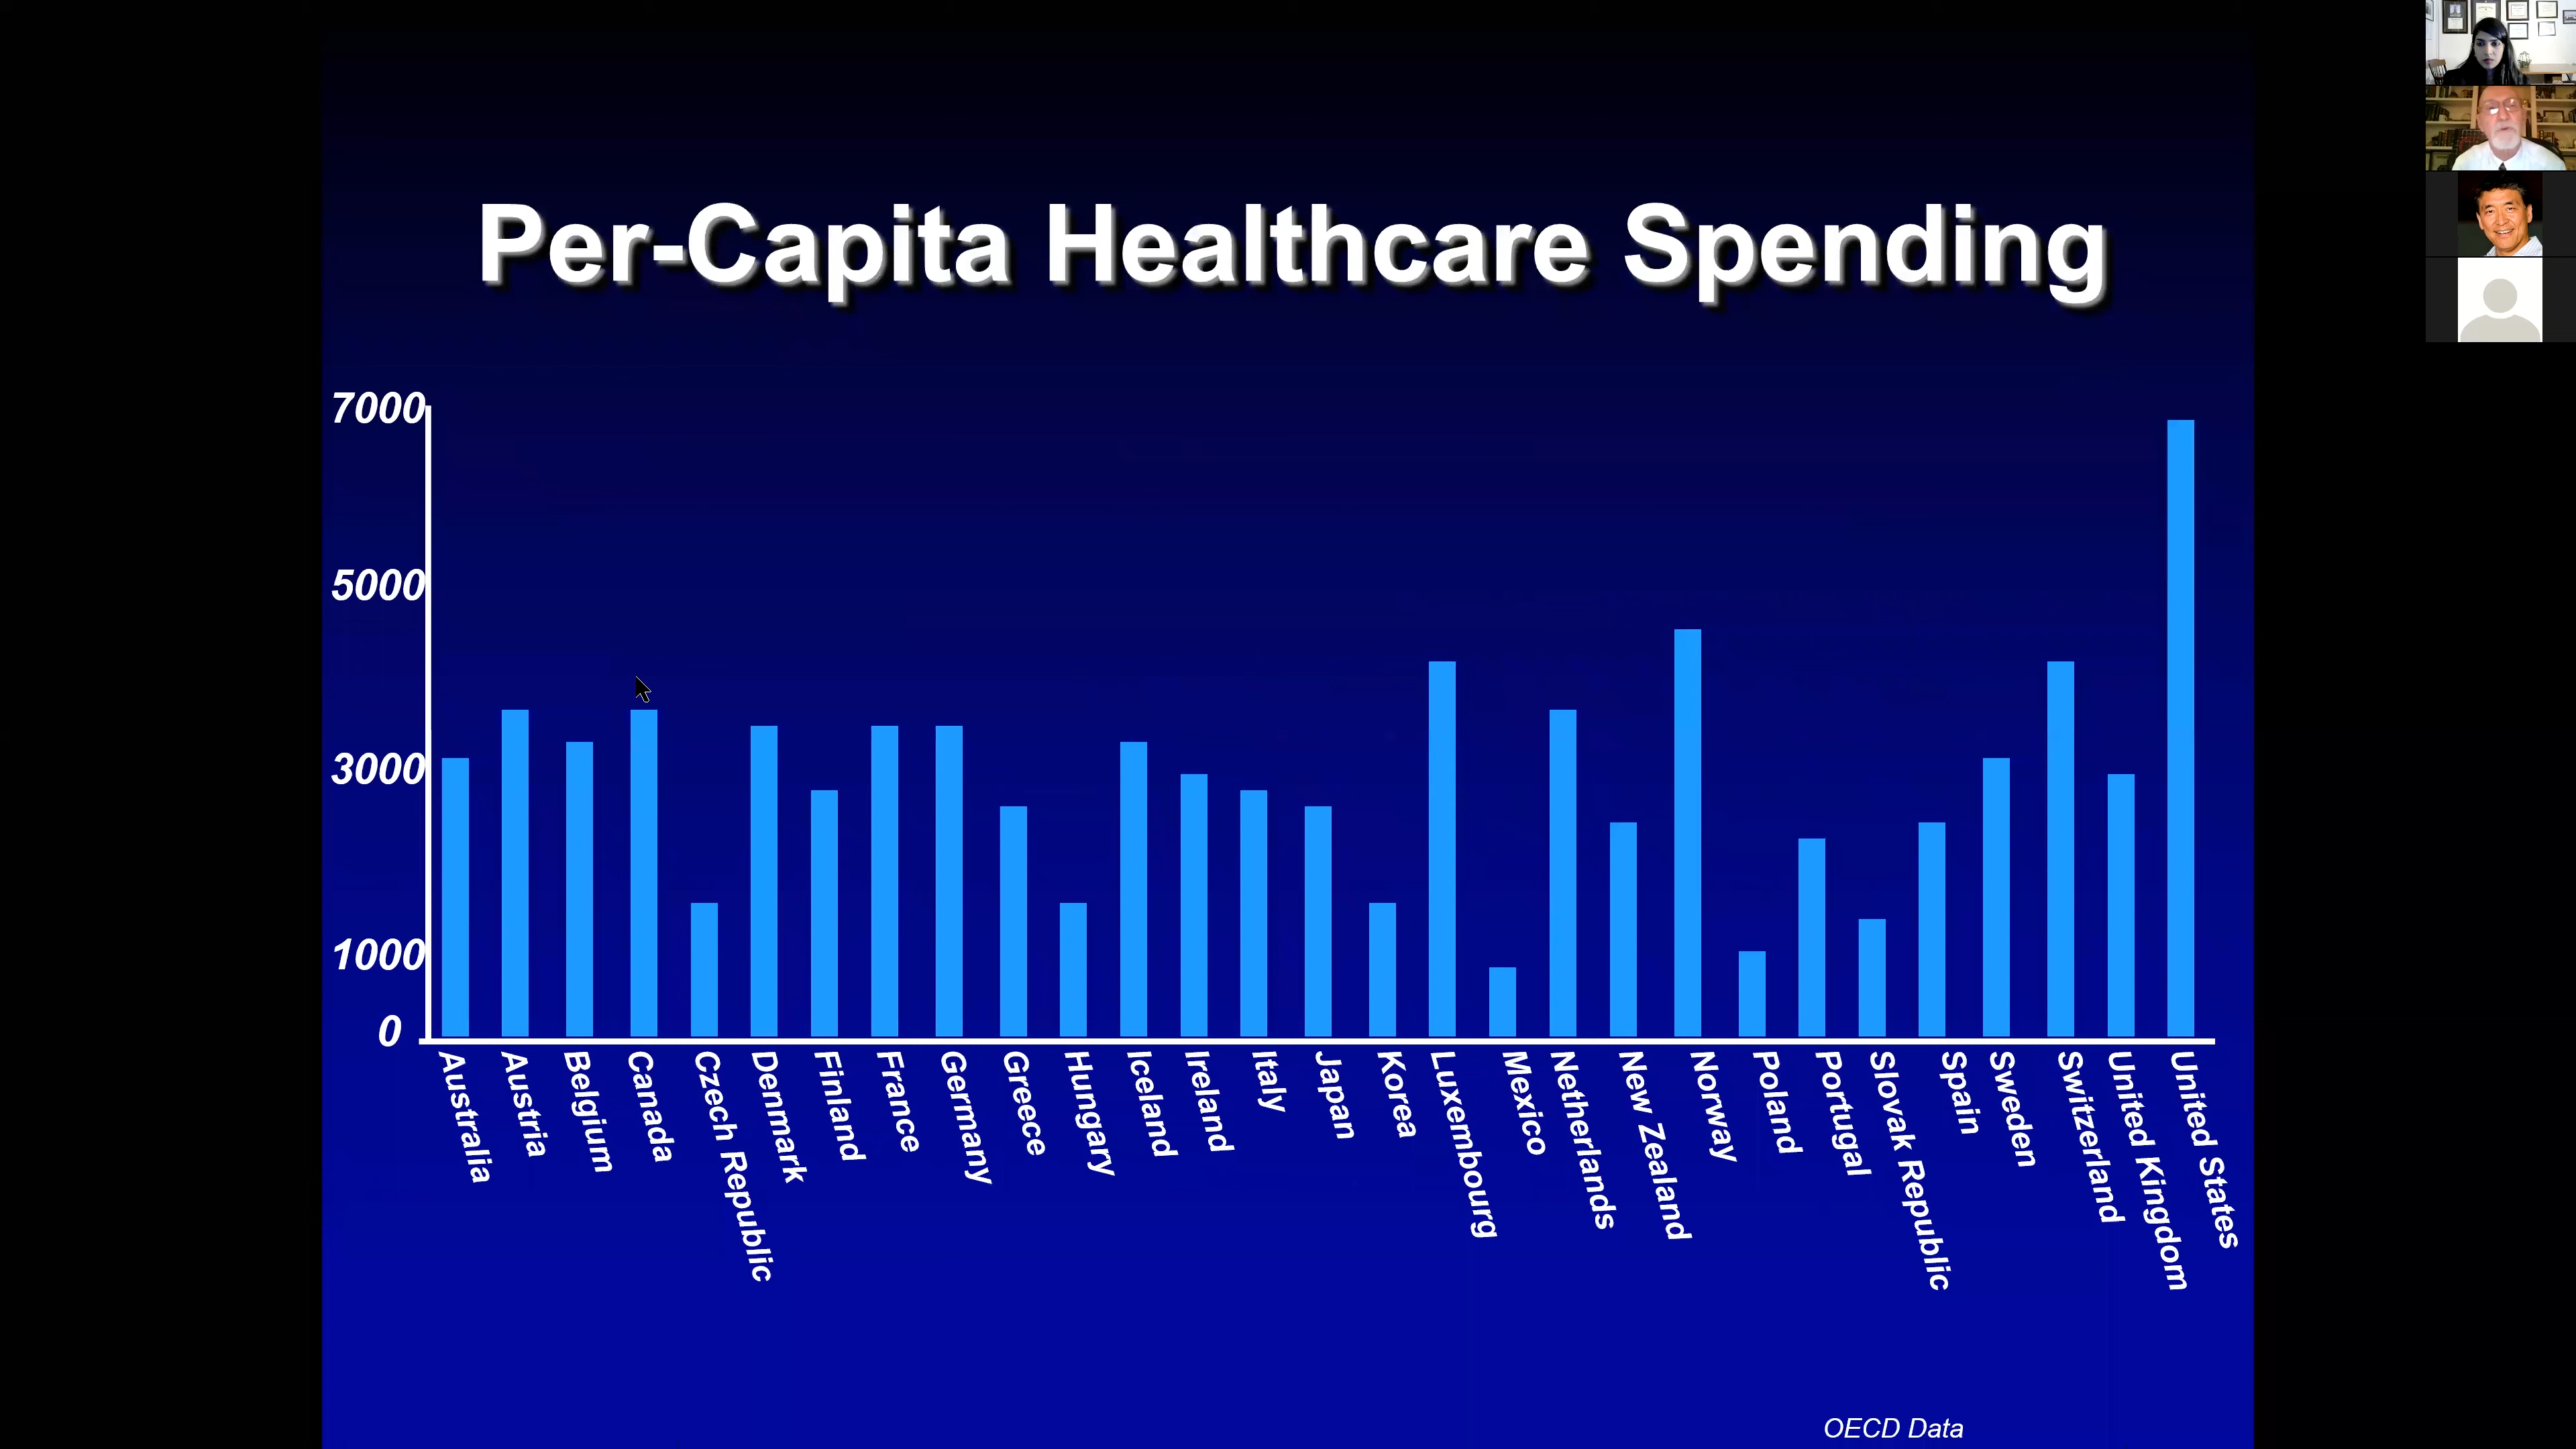 Per-Capita Healthcare Spending
7000
5000
3000
1000
0
Australia
Austria
Belgium
Canada
Czech Republic
Denmark
Finland
France
Germany
Greece
Hungary
Iceland
Ireland
Italy
Japan
Korea
Luxembourg
Mexico
Netherlands
New Zealand
Norway
Poland
Portugal
Slovak Republic
Spain
Sweden
Switzerland
United Kingdom
United States
OECD Data